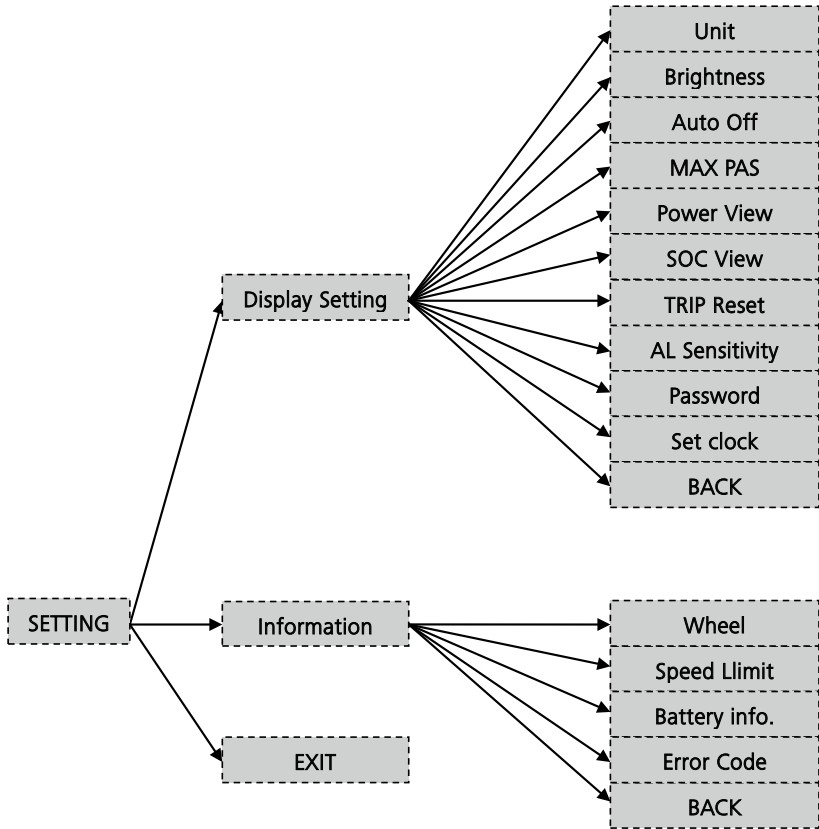 SETTING
Display Setting
Unit
Brightness
Auto Off
MAX PAS
Power View
SOC View
TRIP Reset
AL Sensitivity
Password
Set clock
BACK
Information
Wheel
Speed Llimit
Battery info.
Error Code
BACK
EXIT